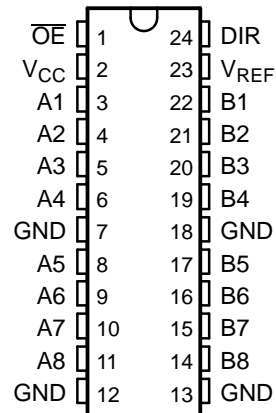 O̅E̅ 1 24 DIR
VCC 2 23 VREF
A1 3 22 B1
A2 4 21 B2
A3 5 20 B3
A4 6 19 B4
GND 7 18 GND
A5 8 17 B5
A6 9 16 B6
A7 10 15 B7
A8 11 14 B8
GND 12 13 GND